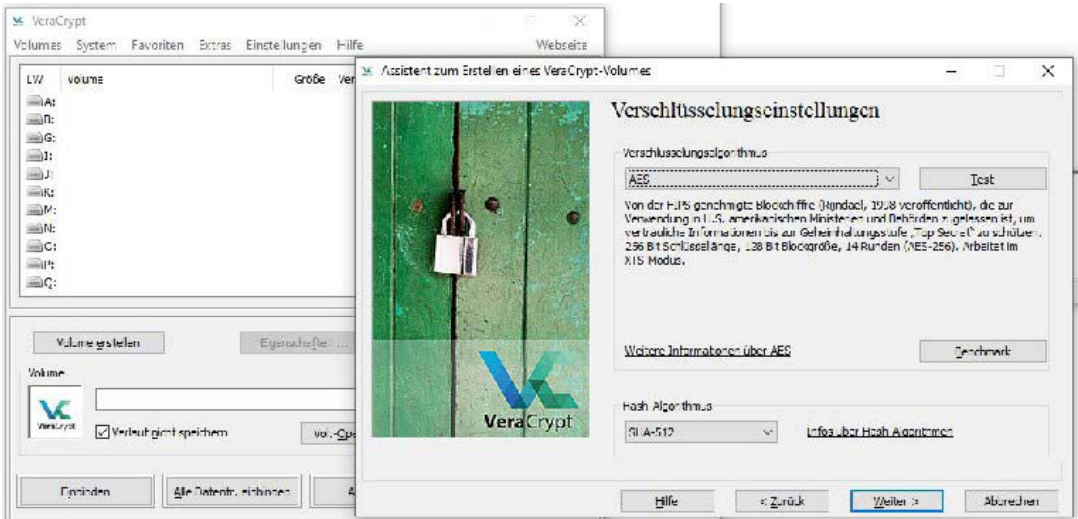 VeraCrypt
Volumes System Favoriten Extras Einstellungen Hilfe Webseite
LW Volume Größe Ver
A:
B:
G:
I:
J:
K:
M:
N:
O:
P:
Q:
Volume erstellen Eigenschaften ...
Volume
VeraCrypt
Verlauf nicht speichern Vol.-Ope
Einbinden Alle Datentr. einbinden A
Assistent zum Erstellen eines VeraCrypt-Volumes
Verschlüsselungseinstellungen
Verschlüsselungsalgorithmus
AES Test
Von der FIPS genehmigte Blockchiffre (Rijndael, 1998 veröffentlicht), die zur
Verwendung in U.S. amerikanischen Ministerien und Behörden zugelassen ist, um
vertrauliche Informationen bis zur Geheimhaltungsstufe „Top Secret" zu schützen.
256 Bit Schlüssellänge, 128 Bit Blockgröße, 14 Runden (AES-256). Arbeitet im
XTS-Modus.
Weitere Informationen über AES Benchmark
VeraCrypt
Hash-Algorithmus
SHA-512 Infos über Hash-Algorithmen
Hilfe < Zurück Weiter > Abbrechen